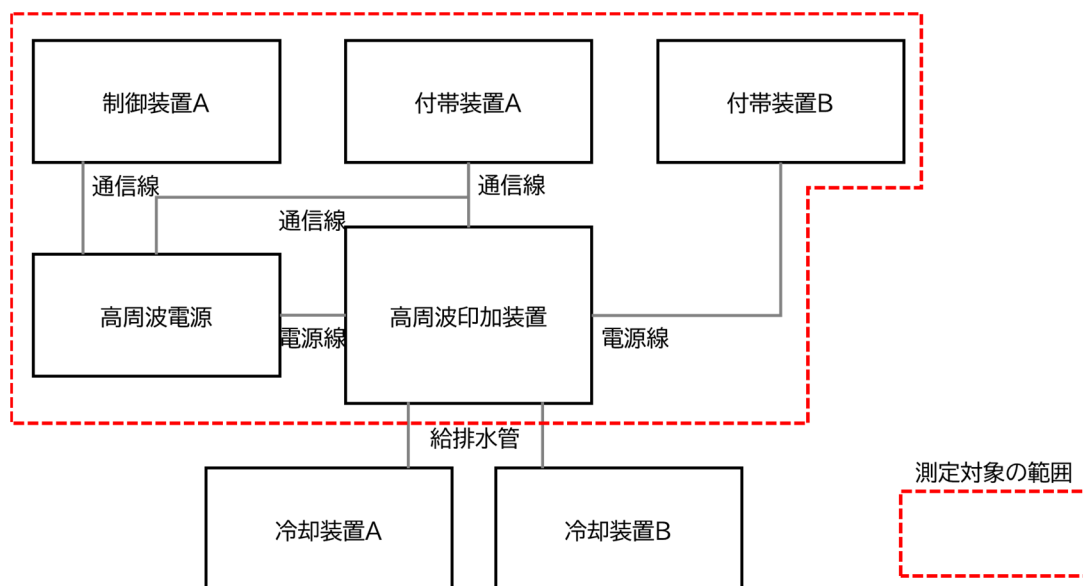 制御装置A
付帯装置A
付帯装置B
通信線
通信線
通信線
高周波電源
高周波印加装置
電源線
電源線
給排水管
測定対象の範囲
冷却装置A
冷却装置B